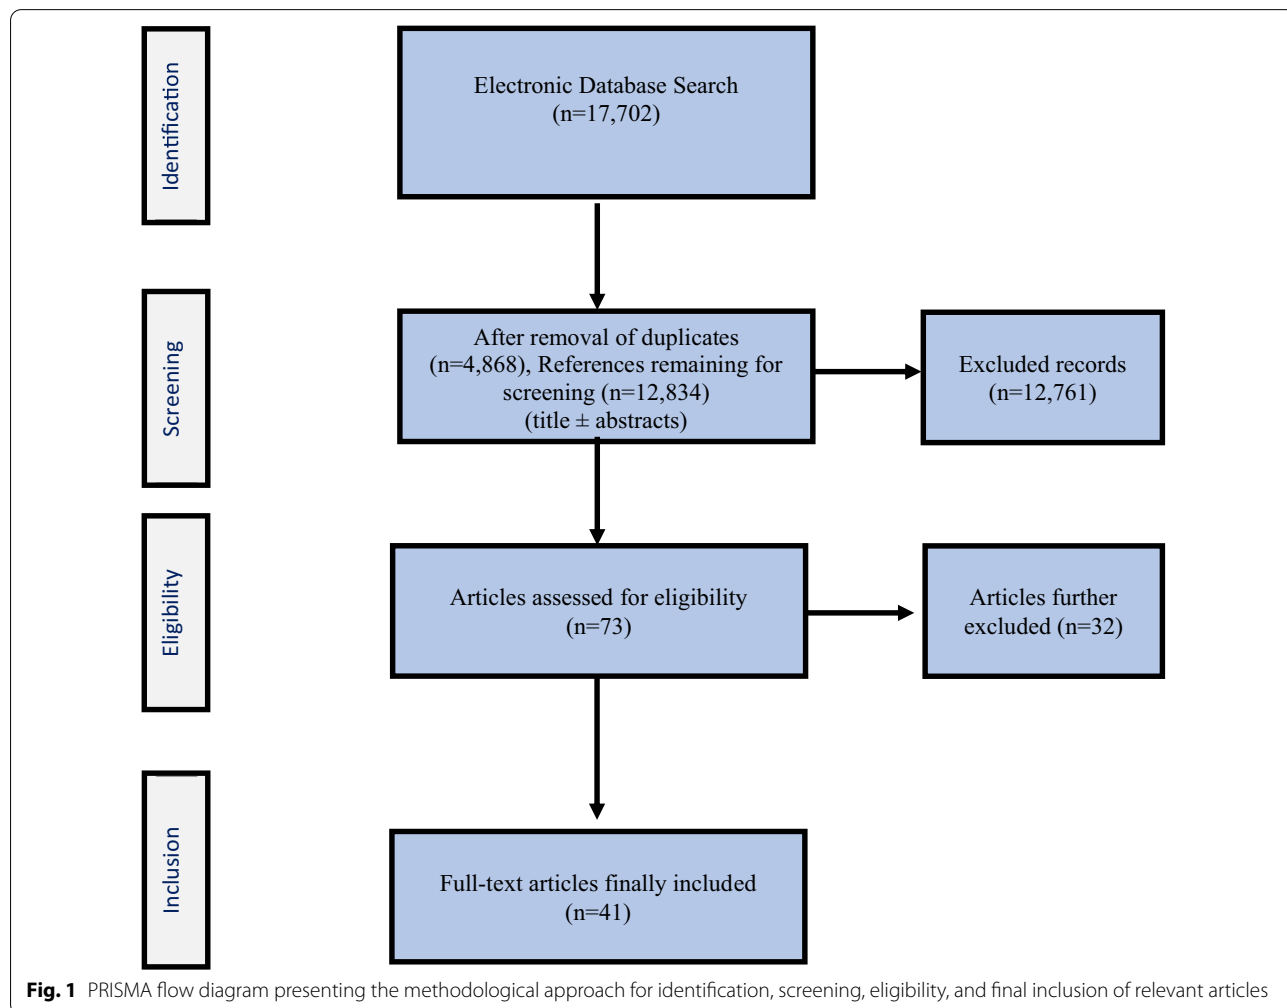 Identification
Electronic Database Search
(n=17,702)
Screening
After removal of duplicates
(n=4,868), References remaining for
screening (n=12,834)
(title ± abstracts)
Excluded records
(n=12,761)
Eligibility
Articles assessed for eligibility
(n=73)
Articles further
excluded (n=32)
Inclusion
Full-text articles finally included
(n=41)
Fig. 1 PRISMA flow diagram presenting the methodological approach for identification, screening, eligibility, and final inclusion of relevant articles